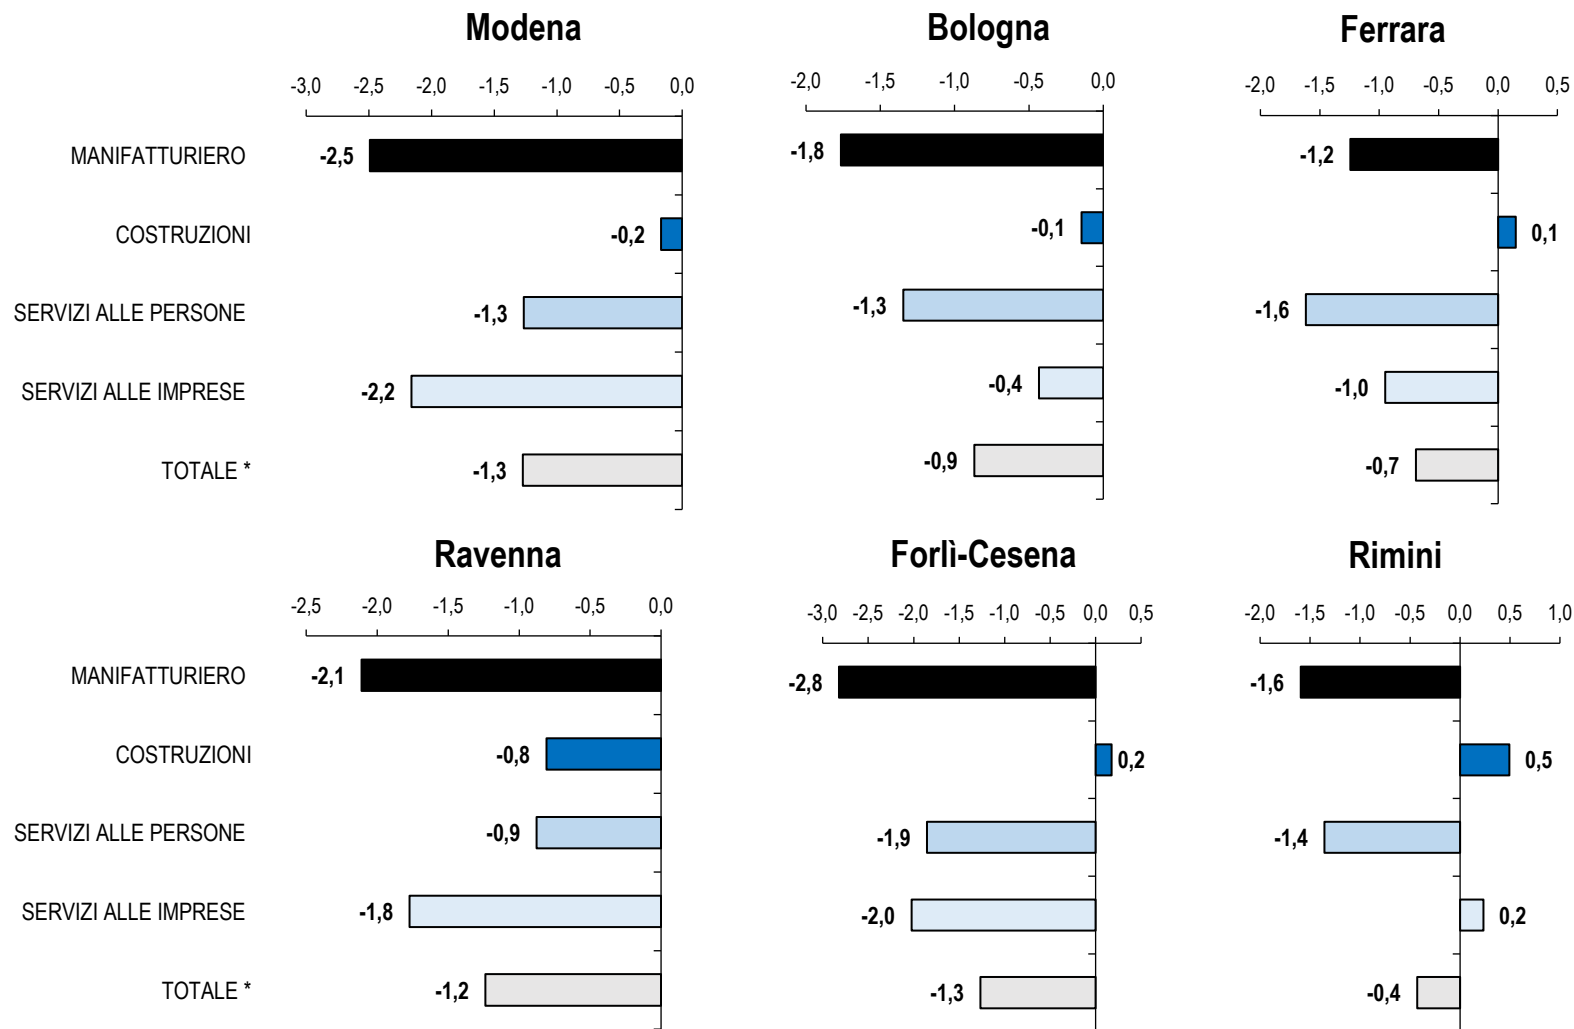 Modena Bologna Ferrara
-3,0 -2,5 -2,0 -1,5 -1,0 -0,5 0,0 -2,0 -1,5 -1,0 -0,5 0,0 -2,0 -1,5 -1,0 -0,5 0,0 0,5
MANIFATTURIERO -2,5 -1,8 -1,2
COSTRUZIONI -0,2 -0,1 0,1
SERVIZI ALLE PERSONE -1,3 -1,3 -1,6
SERVIZI ALLE IMPRESE -2,2 -0,4 -1,0
TOTALE * -1,3 -0,9 -0,7
Ravenna Forlì-Cesena Rimini
-2,5 -2,0 -1,5 -1,0 -0,5 0,0 -3,0 -2,5 -2,0 -1,5 -1,0 -0,5 0,0 0,5 -2,0 -1,5 -1,0 -0,5 0,0 0,5 1,0
MANIFATTURIERO -2,1 -2,8 -1,6
COSTRUZIONI -0,8 0,2 0,5
SERVIZI ALLE PERSONE -0,9 -1,9 -1,4
SERVIZI ALLE IMPRESE -1,8 -2,0 0,2
TOTALE * -1,2 -1,3 -0,4